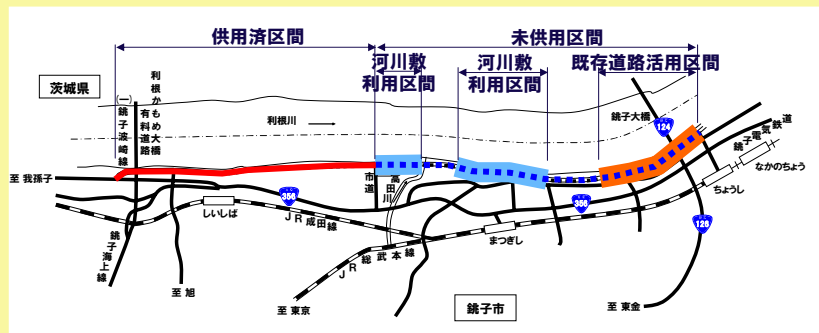 供用済区間
未供用区間
河川敷
利用区間
河川敷
利用区間
既存道路活用区間
茨城県
(一)銚子波崎線
利根かもめ大橋
有料道路
利根川
銚子大橋
124
銚子電気鉄道
なかのちょう
ちょうし
至 我孫子
市道
高田川
356
356
しいしば
JR成田線
まつぎし
126
銚子海上線
JR総武本線
至 旭
至 東京
銚子市
至 東金